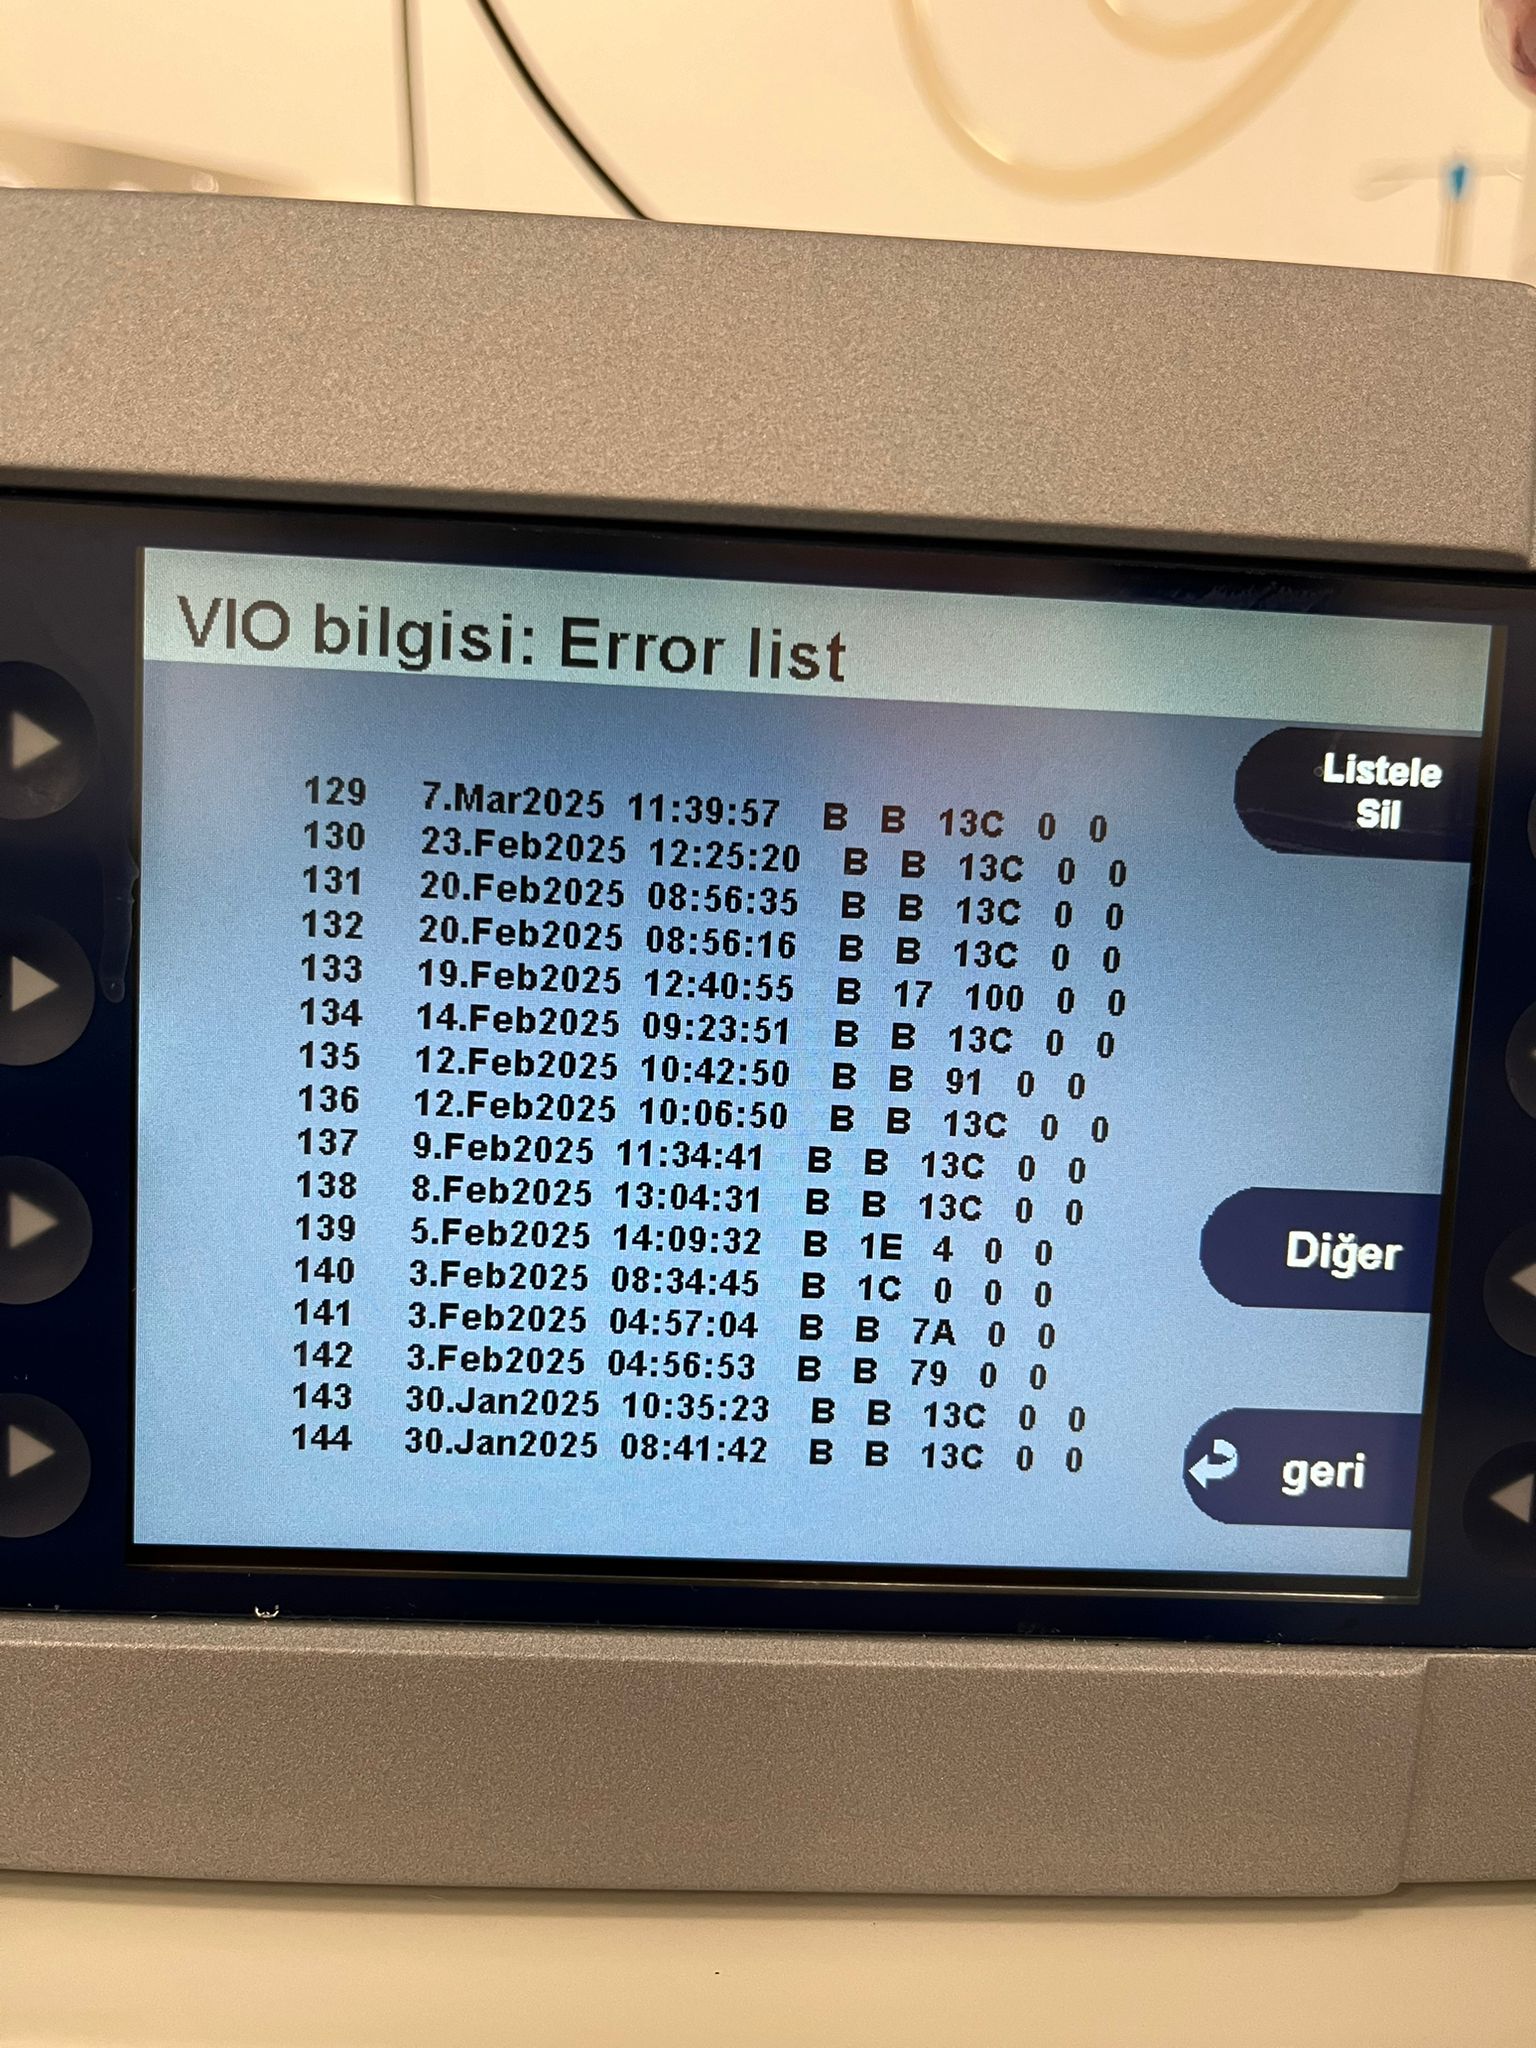 VIO bilgisi: Error list
129 7.Mar2025 11:39:57 B B 13C 0 0
130 23.Feb2025 12:25:20 B B 13C 0 0
131 20.Feb2025 08:56:35 B B 13C 0 0
132 20.Feb2025 08:56:16 B B 13C 0 0
133 19.Feb2025 12:40:55 B 17 100 0 0
134 14.Feb2025 09:23:51 B B 13C 0 0
135 12.Feb2025 10:42:50 B B 91 0 0
136 12.Feb2025 10:06:50 B B 13C 0 0
137 9.Feb2025 11:34:41 B B 13C 0 0
138 8.Feb2025 13:04:31 B B 13C 0 0
139 5.Feb2025 14:09:32 B 1E 4 0 0
140 3.Feb2025 08:34:45 B 1C 0 0 0
141 3.Feb2025 04:57:04 B B 7A 0 0
142 3.Feb2025 04:56:53 B B 79 0 0
143 30.Jan2025 10:35:23 B B 13C 0 0
144 30.Jan2025 08:41:42 B B 13C 0 0
Listele
Sil
Diğer
geri